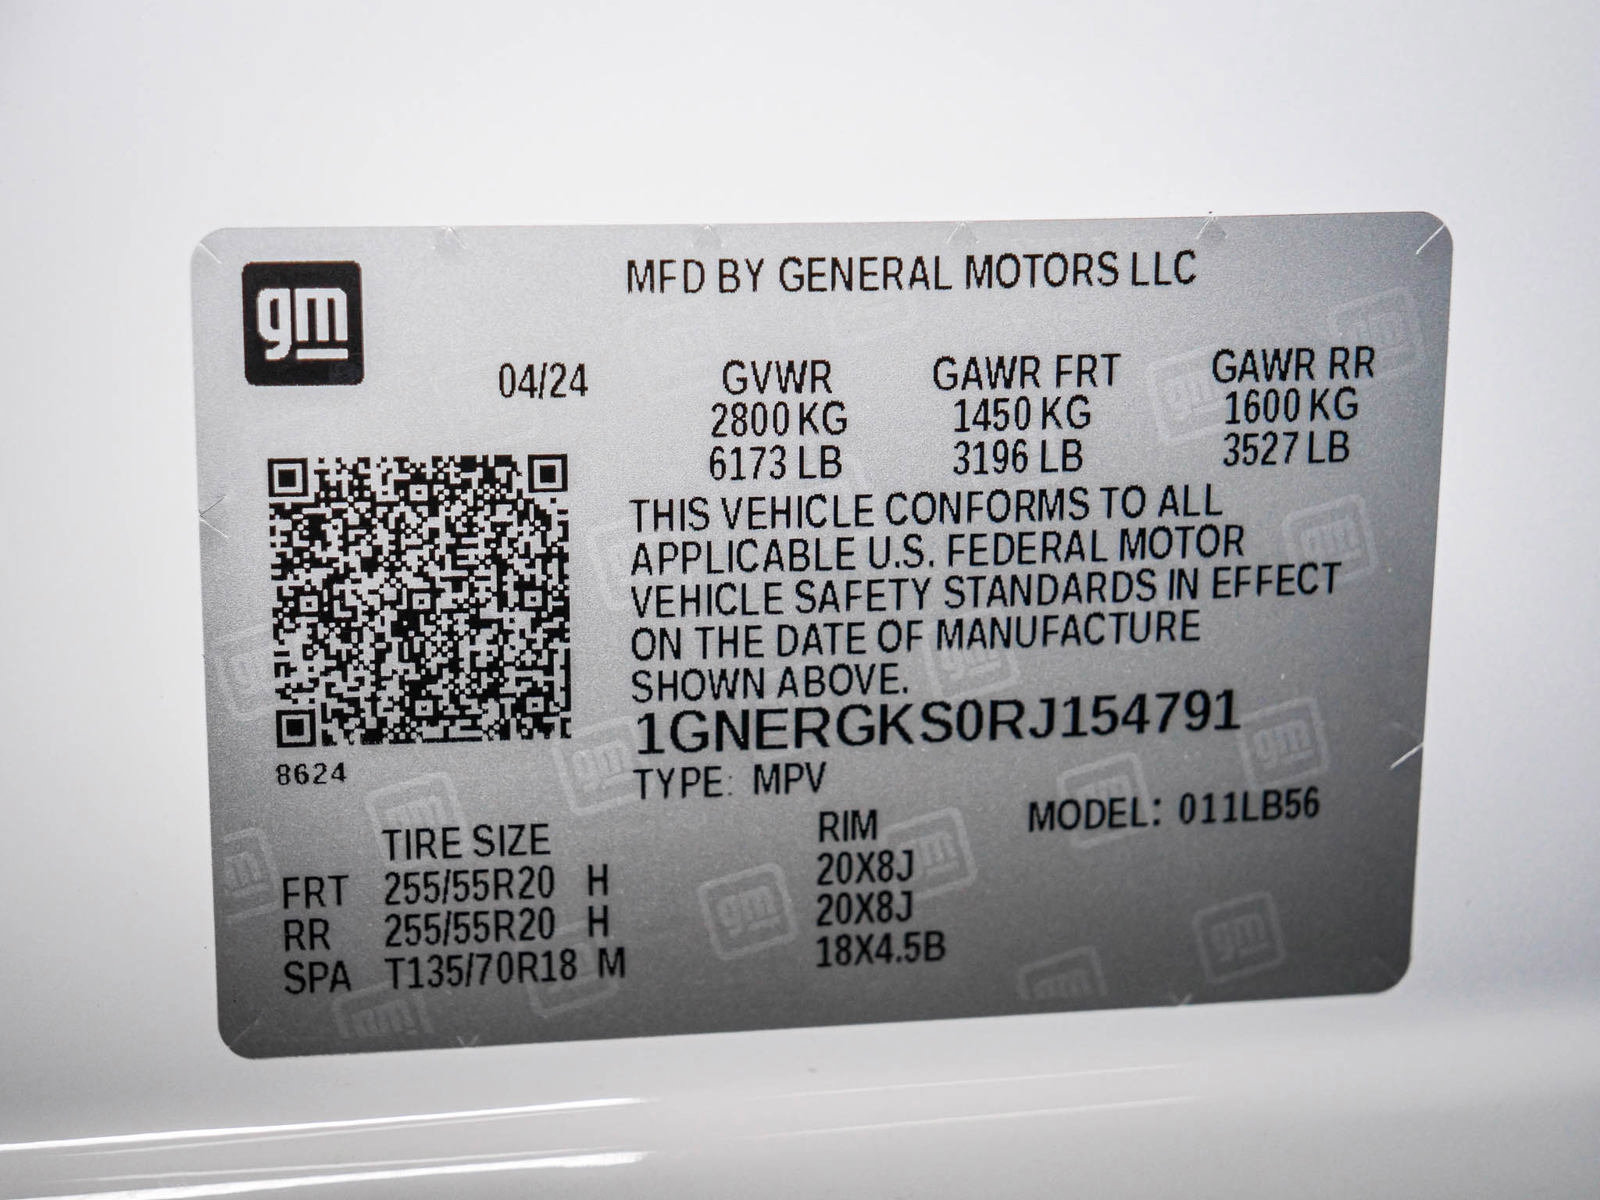 gm
MFD BY GENERAL MOTORS LLC
04/24 GVWR GAWR FRT GAWR RR
2800 KG 1450 KG 1600 KG
6173 LB 3196 LB 3527 LB
THIS VEHICLE CONFORMS TO ALL
APPLICABLE U.S. FEDERAL MOTOR
VEHICLE SAFETY STANDARDS IN EFFECT
ON THE DATE OF MANUFACTURE
SHOWN ABOVE.
1GNERGKS0RJ154791
8624
TYPE: MPV
MODEL: 011LB56
TIRE SIZE RIM
FRT 255/55R20 H 20X8J
RR 255/55R20 H 20X8J
SPA T135/70R18 M 18X4.5B